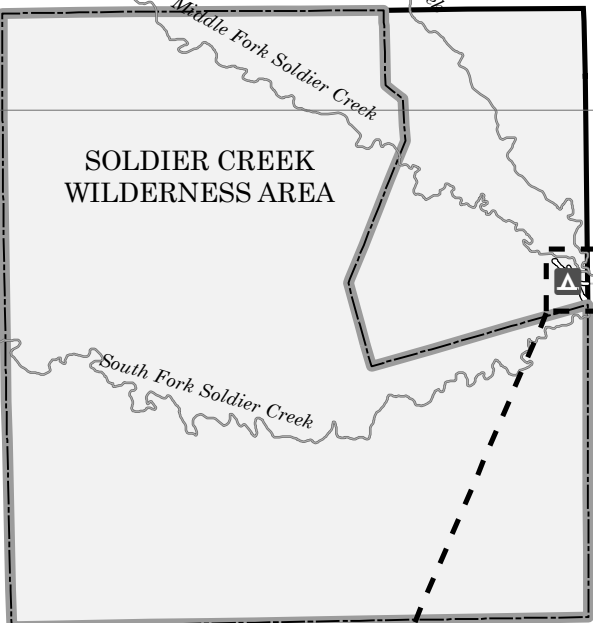 Middle Fork Soldier Creek
SOLDIER CREEK
WILDERNESS AREA
South Fork Soldier Creek